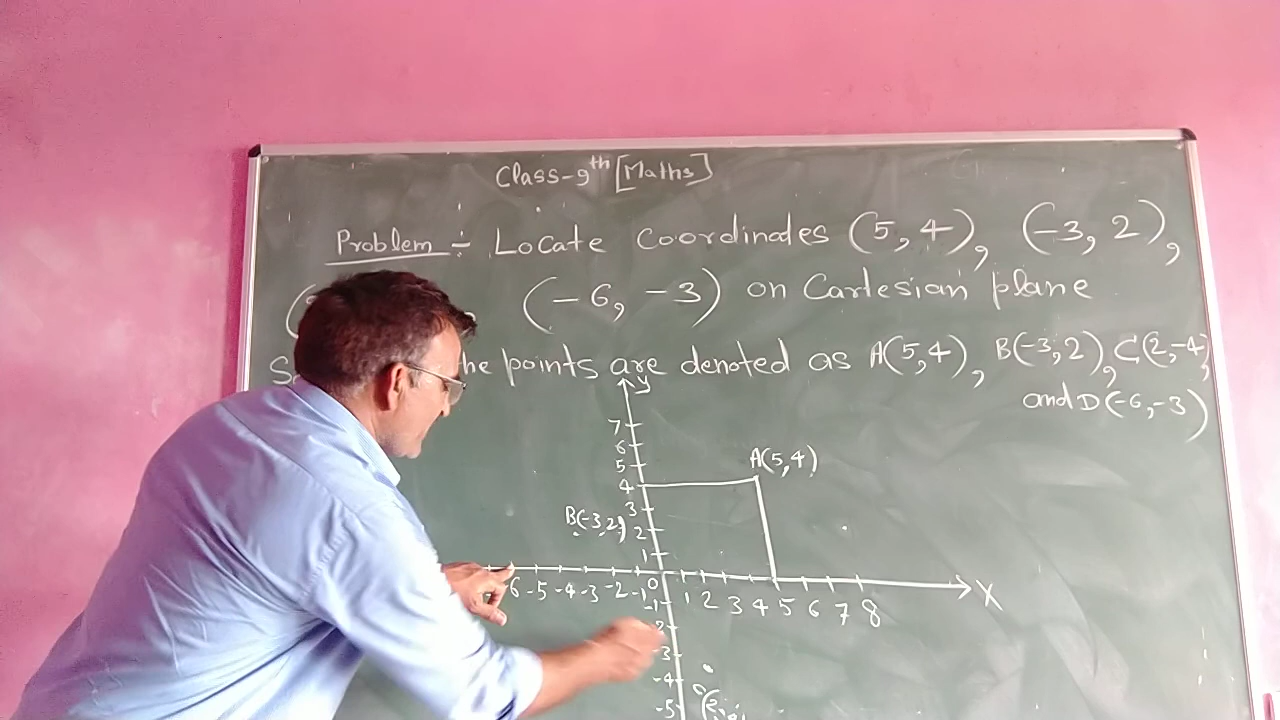 Class-9th [Maths]
Problem ÷ Locate coordinates (5, 4), (-3, 2),
( (-6, -3) on Cartesian plane
the points are denoted as A(5,4), B(-3,2), C(2,-4),
and D(-6,-3)
y
7
6
5
A(5,4)
4
3
B(-3,2)
2
1
-6 -5 -4 -3 -2 -1 0 1 2 3 4 5 6 7 8 X
-1
-2
-3
-4
-5